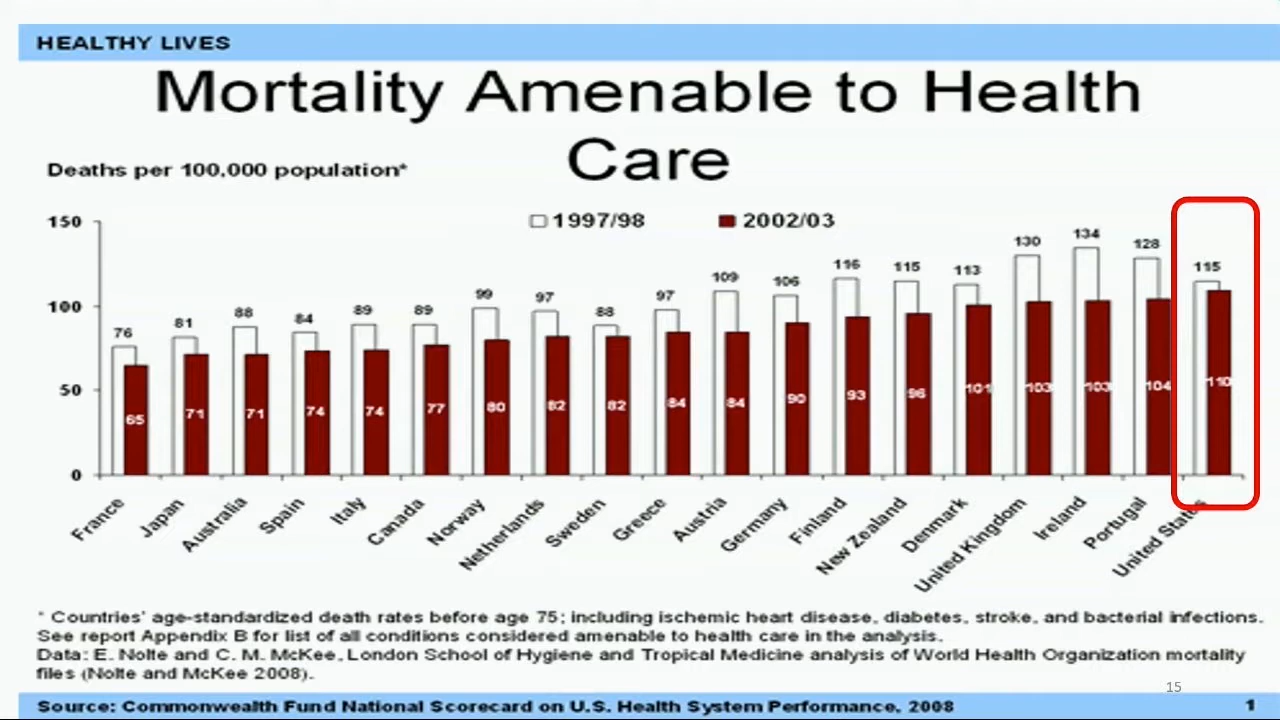 HEALTHY LIVES
Mortality Amenable to Health
Care
Deaths per 100,000 population*
1997/98 2002/03
150
100
50
0
76 81 88 84 89 89 99 97 88 97 109 106 116 115 113 130 134 128 115
65 71 71 74 74 77 80 82 82 84 84 90 93 96 101 103 103 104 110
France Japan Australia Spain Italy Canada Norway Netherlands Sweden Greece Austria Germany Finland New Zealand Denmark United Kingdom Ireland Portugal United States
* Countries' age-standardized death rates before age 75; including ischemic heart disease, diabetes, stroke, and bacterial infections.
See report Appendix B for list of all conditions considered amenable to health care in the analysis.
Data: E. Nolte and C. M. McKee, London School of Hygiene and Tropical Medicine analysis of World Health Organization mortality
files (Nolte and McKee 2008).
15
Source: Commonwealth Fund National Scorecard on U.S. Health System Performance, 2008 1